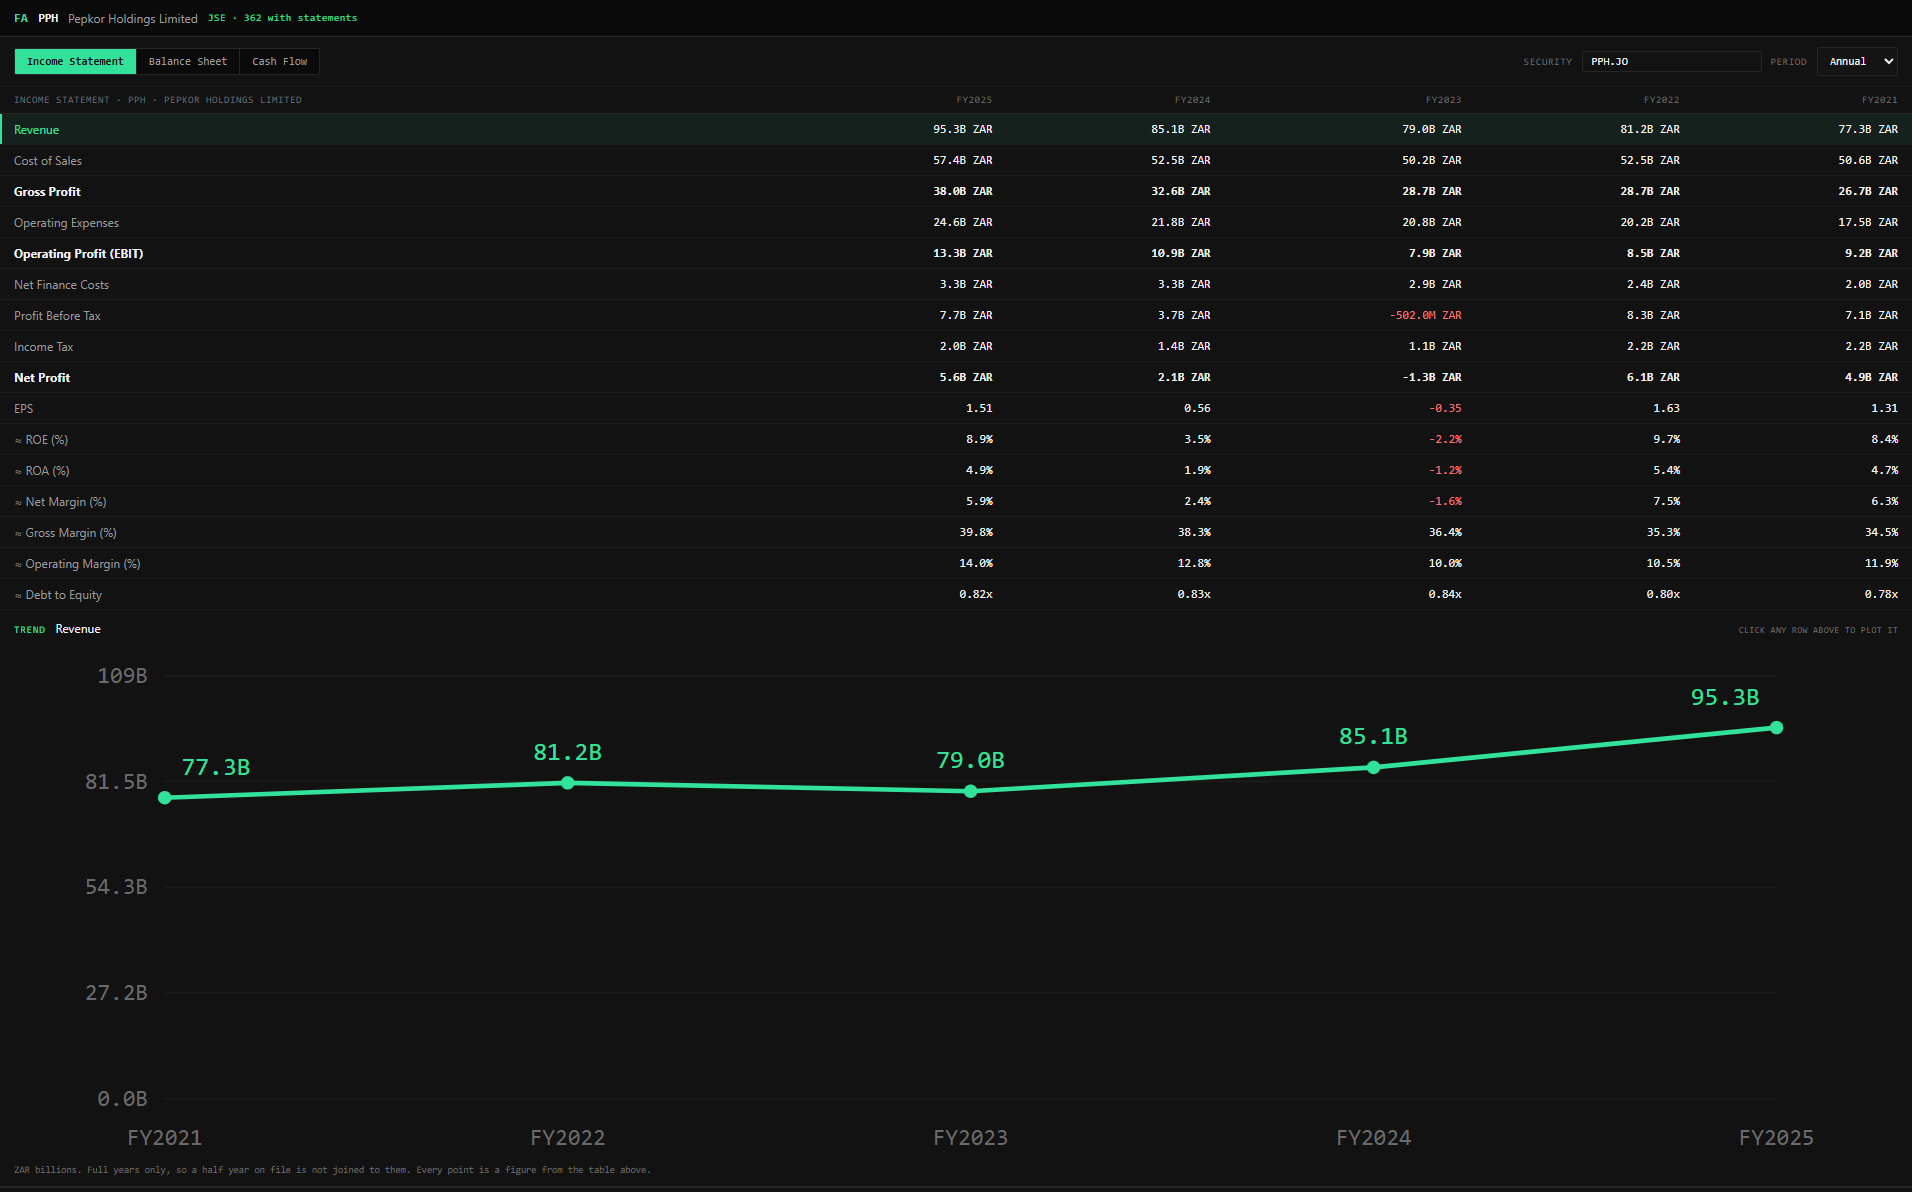 FA PPH Pepkor Holdings Limited JSE · 362 with statements
Income Statement Balance Sheet Cash Flow SECURITY PPH.JO PERIOD Annual
INCOME STATEMENT · PPH · PEPKOR HOLDINGS LIMITED FY2025 FY2024 FY2023 FY2022 FY2021
Revenue 95.3B ZAR 85.1B ZAR 79.0B ZAR 81.2B ZAR 77.3B ZAR
Cost of Sales 57.4B ZAR 52.5B ZAR 50.2B ZAR 52.5B ZAR 50.6B ZAR
Gross Profit 38.0B ZAR 32.6B ZAR 28.7B ZAR 28.7B ZAR 26.7B ZAR
Operating Expenses 24.6B ZAR 21.8B ZAR 20.8B ZAR 20.2B ZAR 17.5B ZAR
Operating Profit (EBIT) 13.3B ZAR 10.9B ZAR 7.9B ZAR 8.5B ZAR 9.2B ZAR
Net Finance Costs 3.3B ZAR 3.3B ZAR 2.9B ZAR 2.4B ZAR 2.0B ZAR
Profit Before Tax 7.7B ZAR 3.7B ZAR -502.0M ZAR 8.3B ZAR 7.1B ZAR
Income Tax 2.0B ZAR 1.4B ZAR 1.1B ZAR 2.2B ZAR 2.2B ZAR
Net Profit 5.6B ZAR 2.1B ZAR -1.3B ZAR 6.1B ZAR 4.9B ZAR
EPS 1.51 0.56 -0.35 1.63 1.31
≈ ROE (%) 8.9% 3.5% -2.2% 9.7% 8.4%
≈ ROA (%) 4.9% 1.9% -1.2% 5.4% 4.7%
≈ Net Margin (%) 5.9% 2.4% -1.6% 7.5% 6.3%
≈ Gross Margin (%) 39.8% 38.3% 36.4% 35.3% 34.5%
≈ Operating Margin (%) 14.0% 12.8% 10.0% 10.5% 11.9%
≈ Debt to Equity 0.82x 0.83x 0.84x 0.80x 0.78x
TREND Revenue CLICK ANY ROW ABOVE TO PLOT IT
109B
95.3B
85.1B
81.2B
79.0B
77.3B
81.5B
54.3B
27.2B
0.0B
FY2021 FY2022 FY2023 FY2024 FY2025
ZAR billions. Full years only, so a half year on file is not joined to them. Every point is a figure from the table above.